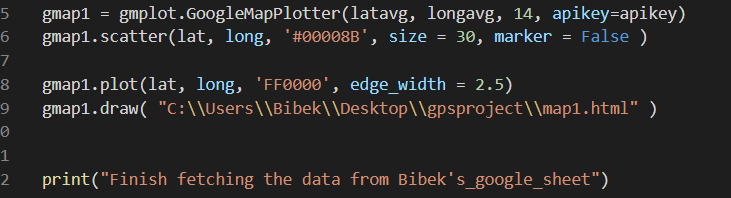 5 gmap1 = gmplot.GoogleMapPlotter(latavg, longavg, 14, apikey=apikey)
6 gmap1.scatter(lat, long, '#00008B', size = 30, marker = False )
7
8 gmap1.plot(lat, long, 'FF0000', edge_width = 2.5)
9 gmap1.draw( "C:\\Users\\Bibek\\Desktop\\gpsproject\\map1.html" )
0
1
2 print("Finish fetching the data from Bibek's_google_sheet")